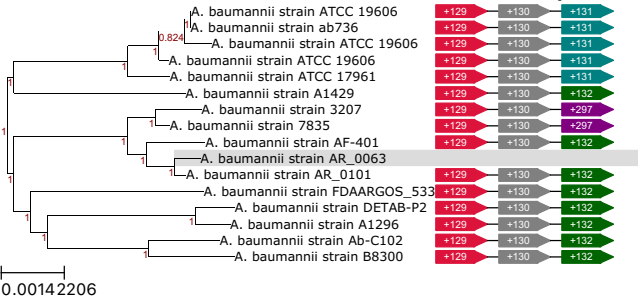 A. baumannii strain ATCC 19606 +129 +130 +131
A. baumannii strain ab736 +129 +130 +131
0.824 A. baumannii strain ATCC 19606 +129 +130 +131
1 A. baumannii strain ATCC 19606 +129 +130 +131
1 1 A. baumannii strain ATCC 17961 +129 +130 +131
A. baumannii strain A1429 +129 +130 +132
A. baumannii strain 3207 +129 +130 +297
1 1 1 A. baumannii strain 7835 +129 +130 +297
A. baumannii strain AF-401 +129 +130 +132
A. baumannii strain AR_0063
1 1 1 A. baumannii strain AR_0101 +129 +130 +132
A. baumannii strain FDAARGOS_533 +129 +130 +132
1 A. baumannii strain DETAB-P2 +129 +130 +132
1 1 A. baumannii strain A1296 +129 +130 +132
A. baumannii strain Ab-C102 +129 +130 +132
1 A. baumannii strain B8300 +129 +130 +132
0.00142206